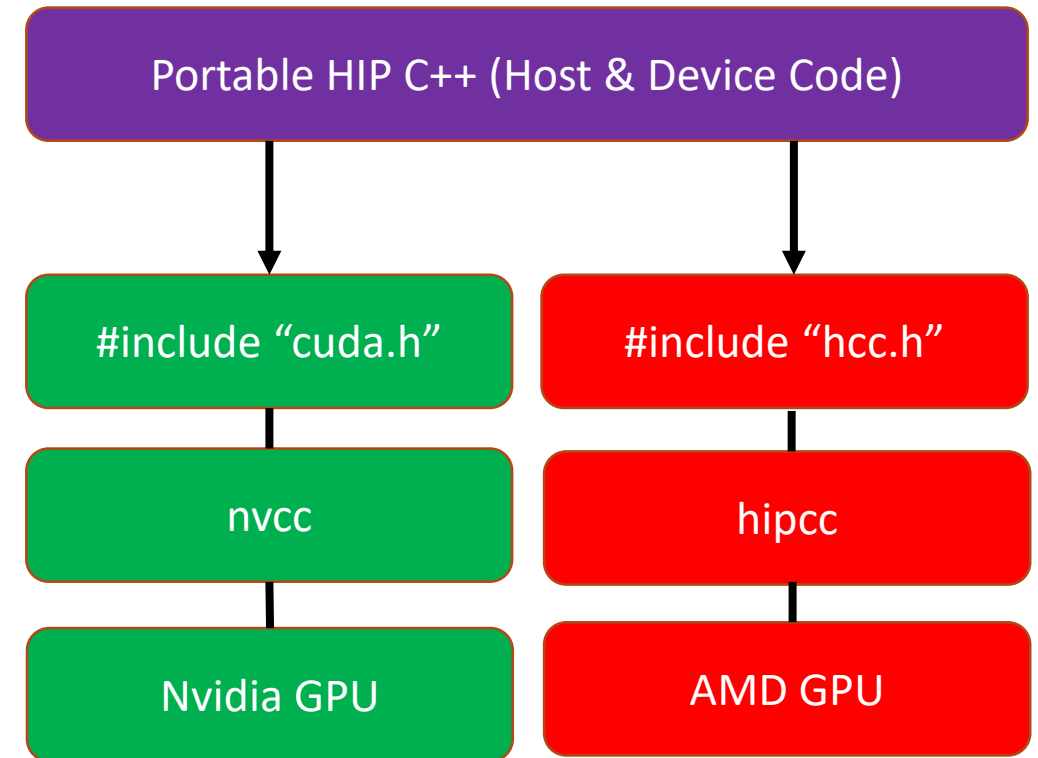 Portable HIP C++ (Host & Device Code)
#include “cuda.h”
#include “hcc.h”
nvcc
hipcc
Nvidia GPU
AMD GPU